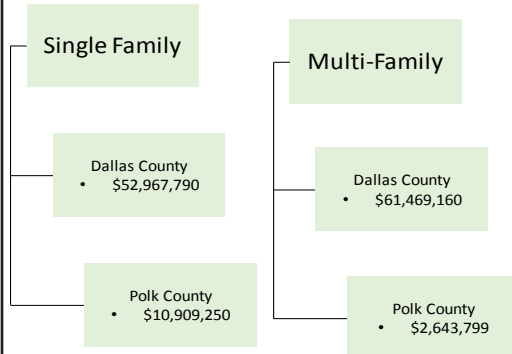 Single Family
Dallas County
• $52,967,790
Polk County
• $10,909,250
Multi-Family
Dallas County
• $61,469,160
Polk County
• $2,643,799